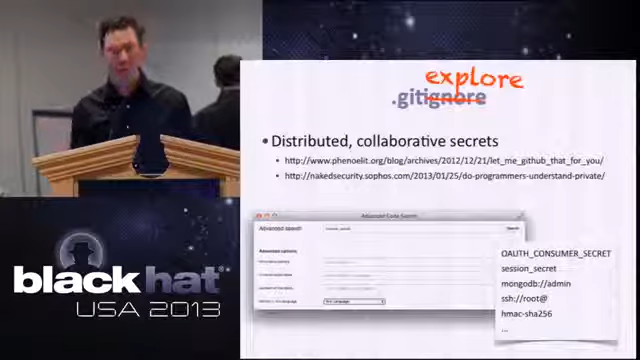 explore
.gitignore
Distributed, collaborative secrets
http://www.phenoelit.org/blog/archives/2012/12/21/let_me_github_that_for_you/
http://nakedsecurity.sophos.com/2013/01/25/do-programmers-understand-private/
Advanced Code Search
Advanced search:
Search
Advanced options
OAUTH_CONSUMER_SECRET
session_secret
mongodb://admin
ssh://root@
hmac-sha256
...
black hat®
USA 2013